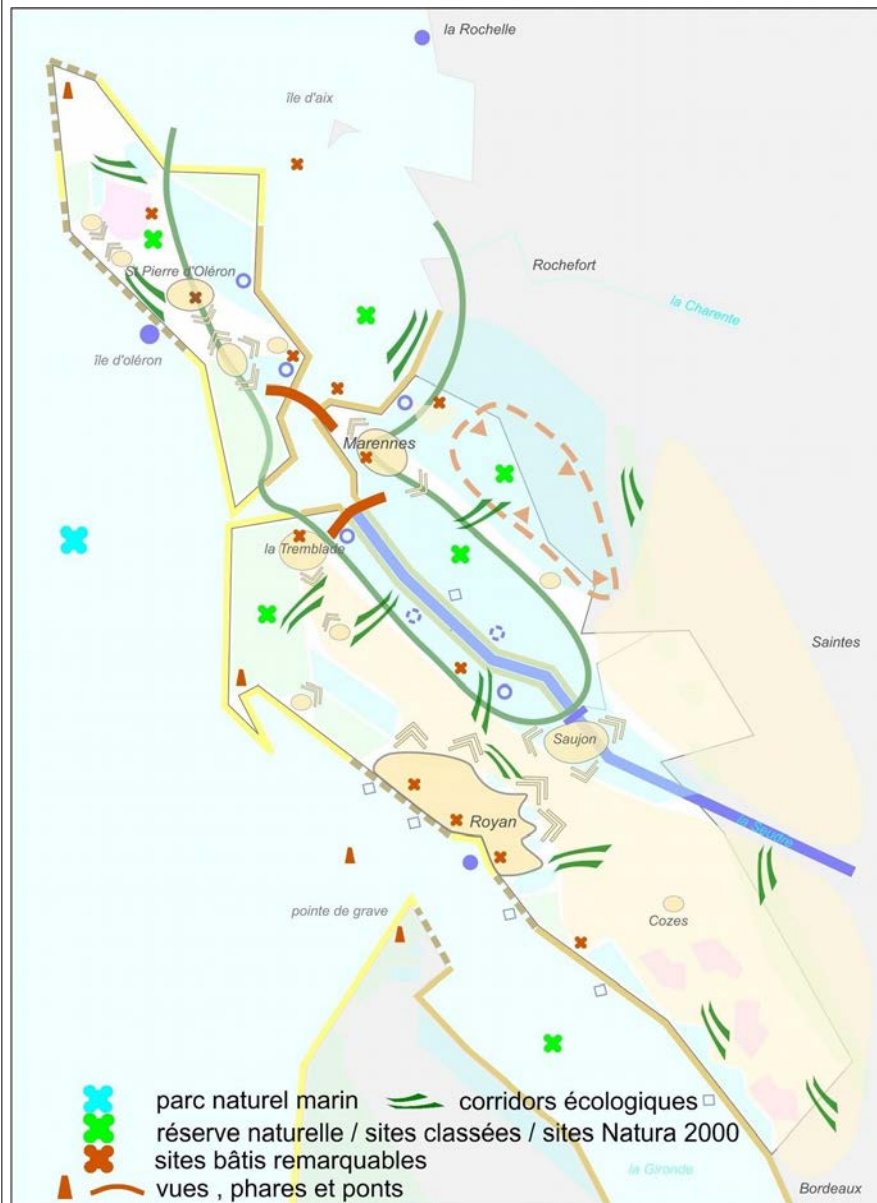 la Rochelle
île d'aix
Rochefort
la Charente
St Pierre d'Oléron
île d'oléron
Marennes
la Tremblade
Saintes
Saujon
Royan
la Seudre
pointe de grave
Cozes
parc naturel marin
corridors écologiques
réserve naturelle / sites classées / sites Natura 2000
sites bâtis remarquables
la Gironde
vues , phares et ponts
Bordeaux